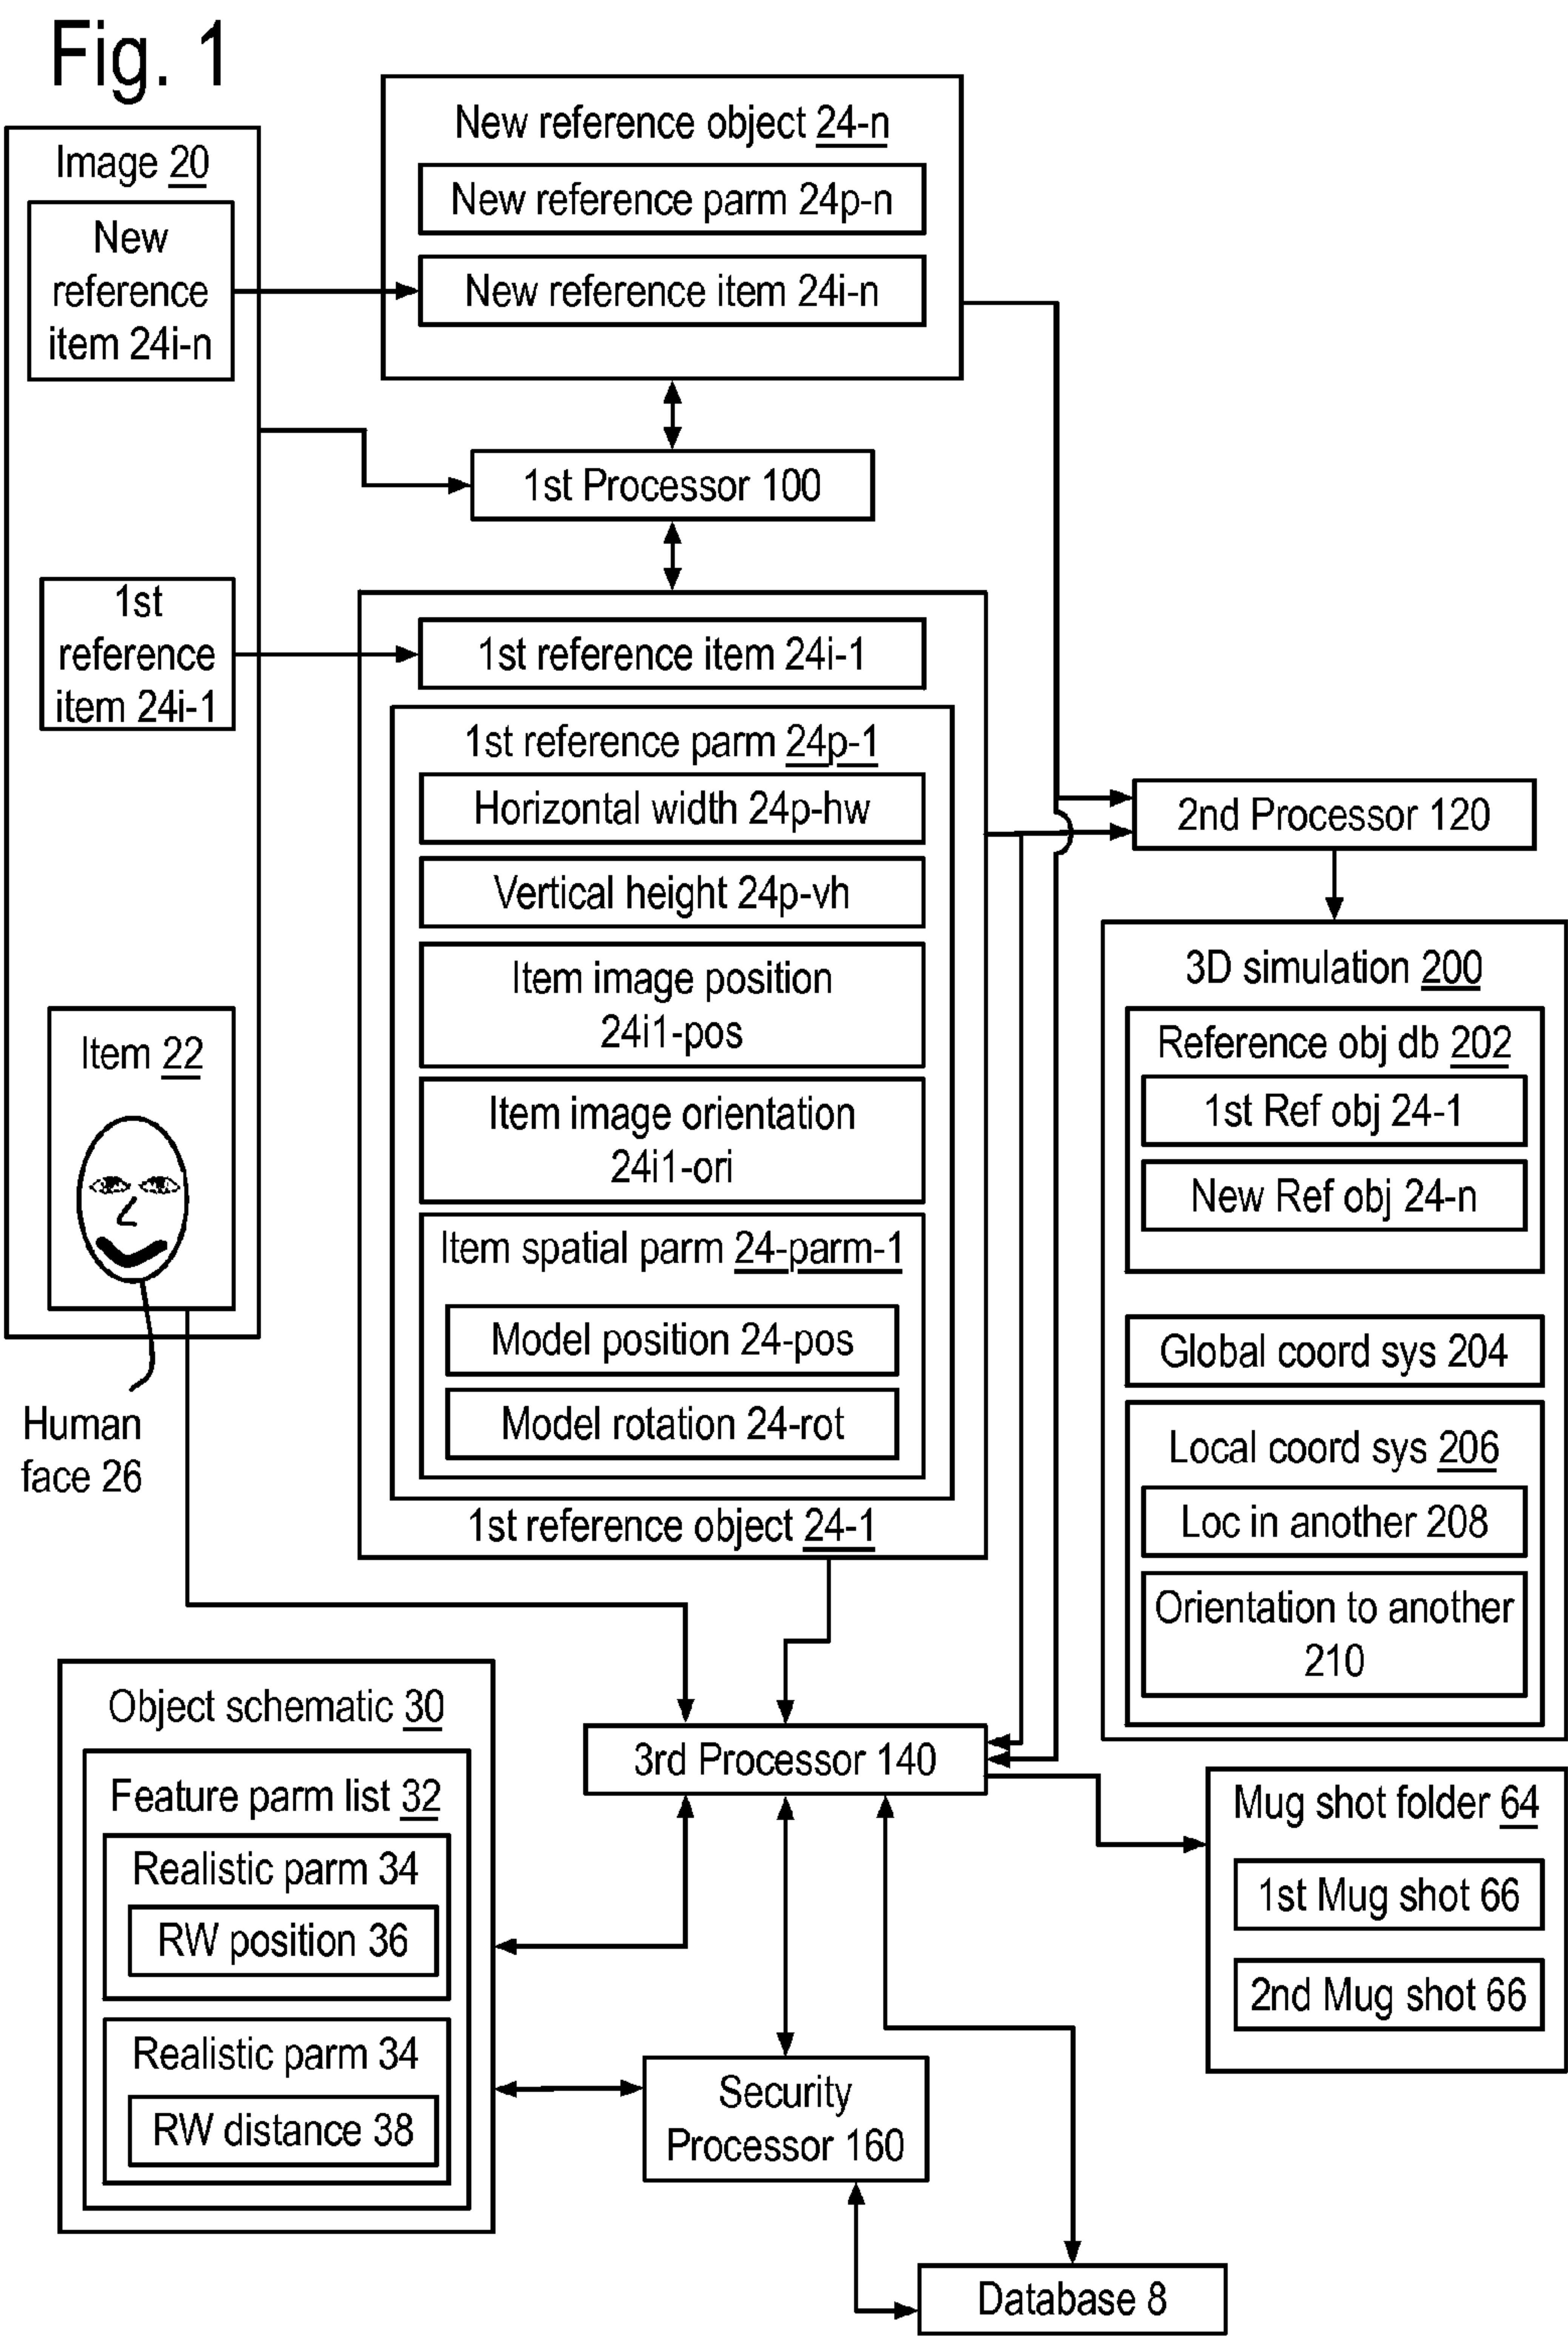 Fig. 1
Image 20
New
reference
item 24i-n
1st
reference
item 24i-1
Item 22
Human
face 26
New reference object 24-n
New reference parm 24p-n
New reference item 24i-n
1st Processor 100
1st reference item 24i-1
1st reference parm 24p-1
Horizontal width 24p-hw
Vertical height 24p-vh
Item image position
24i1-pos
Item image orientation
24i1-ori
Item spatial parm 24-parm-1
Model position 24-pos
Model rotation 24-rot
1st reference object 24-1
2nd Processor 120
3D simulation 200
Reference obj db 202
1st Ref obj 24-1
New Ref obj 24-n
Global coord sys 204
Local coord sys 206
Loc in another 208
Orientation to another
210
Object schematic 30
Feature parm list 32
Realistic parm 34
RW position 36
Realistic parm 34
RW distance 38
3rd Processor 140
Mug shot folder 64
1st Mug shot 66
2nd Mug shot 66
Security
Processor 160
Database 8